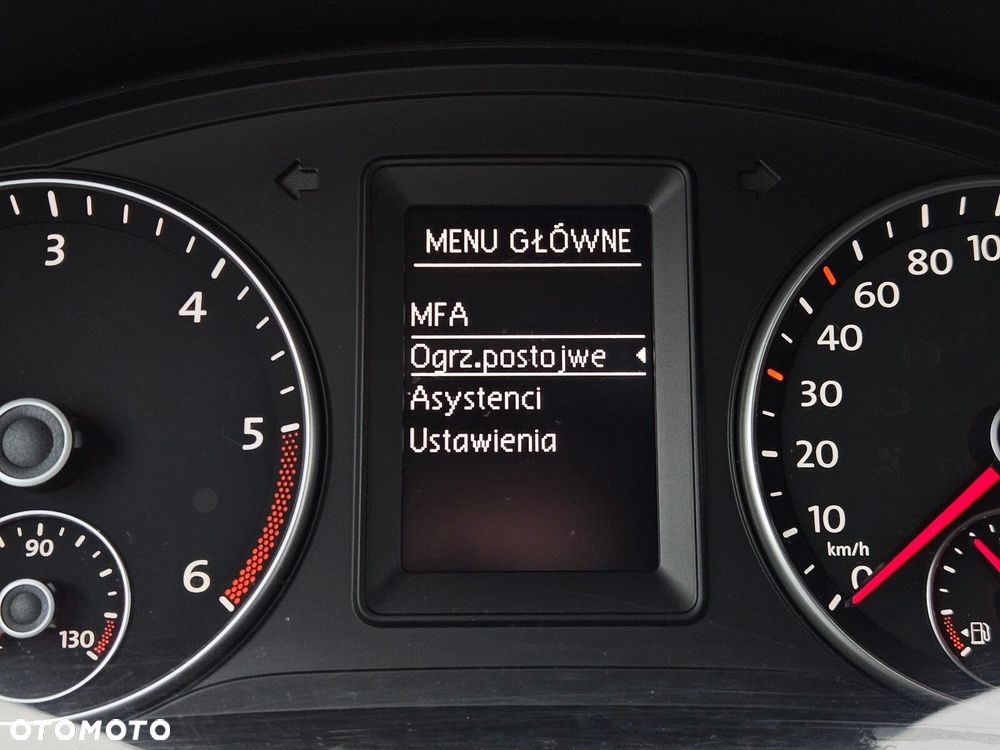 MENU GŁÓWNE
MFA
Ogrz.postojwe
Asystenci
Ustawienia
3
4
5
6
90
130
10
80
60
40
30
20
10
km/h
0
OTOMOTO